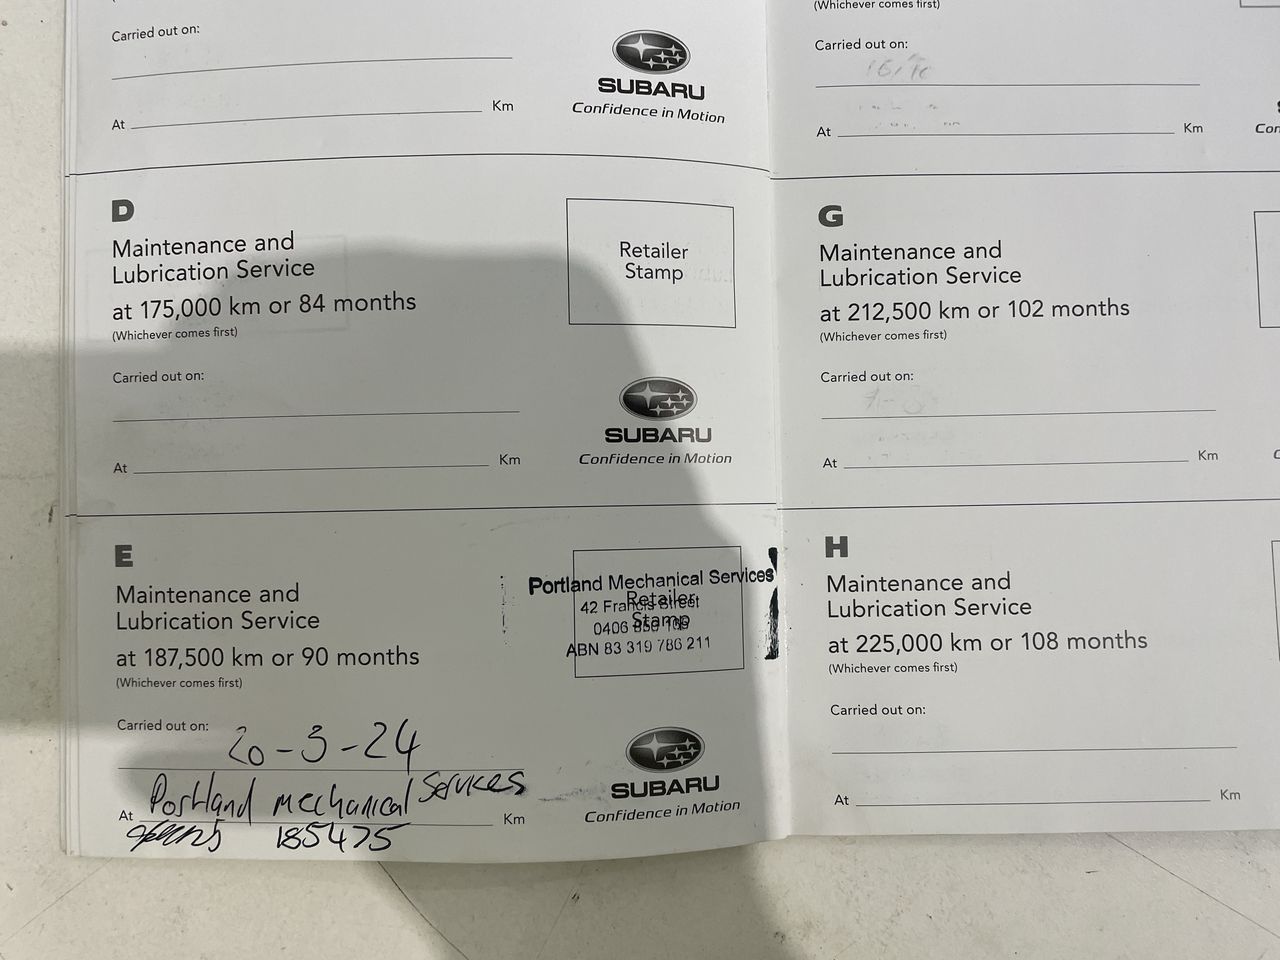 (Whichever comes first)
Carried out on:
At Km
SUBARU
Confidence in Motion
D
Maintenance and
Lubrication Service
at 175,000 km or 84 months
(Whichever comes first)
Retailer
Stamp
Carried out on:
At Km
SUBARU
Confidence in Motion
E
Maintenance and
Lubrication Service
at 187,500 km or 90 months
(Whichever comes first)
Retailer
Stamp
Portland Mechanical Services
42 Francis Street
0406
ABN 83 319 786 211
Carried out on:
20-3-24
Portland mechanical Services
At Km
185475
SUBARU
Confidence in Motion
Carried out on:
At Km
G
Maintenance and
Lubrication Service
at 212,500 km or 102 months
(Whichever comes first)
Carried out on:
At Km
H
Maintenance and
Lubrication Service
at 225,000 km or 108 months
(Whichever comes first)
Carried out on:
At Km